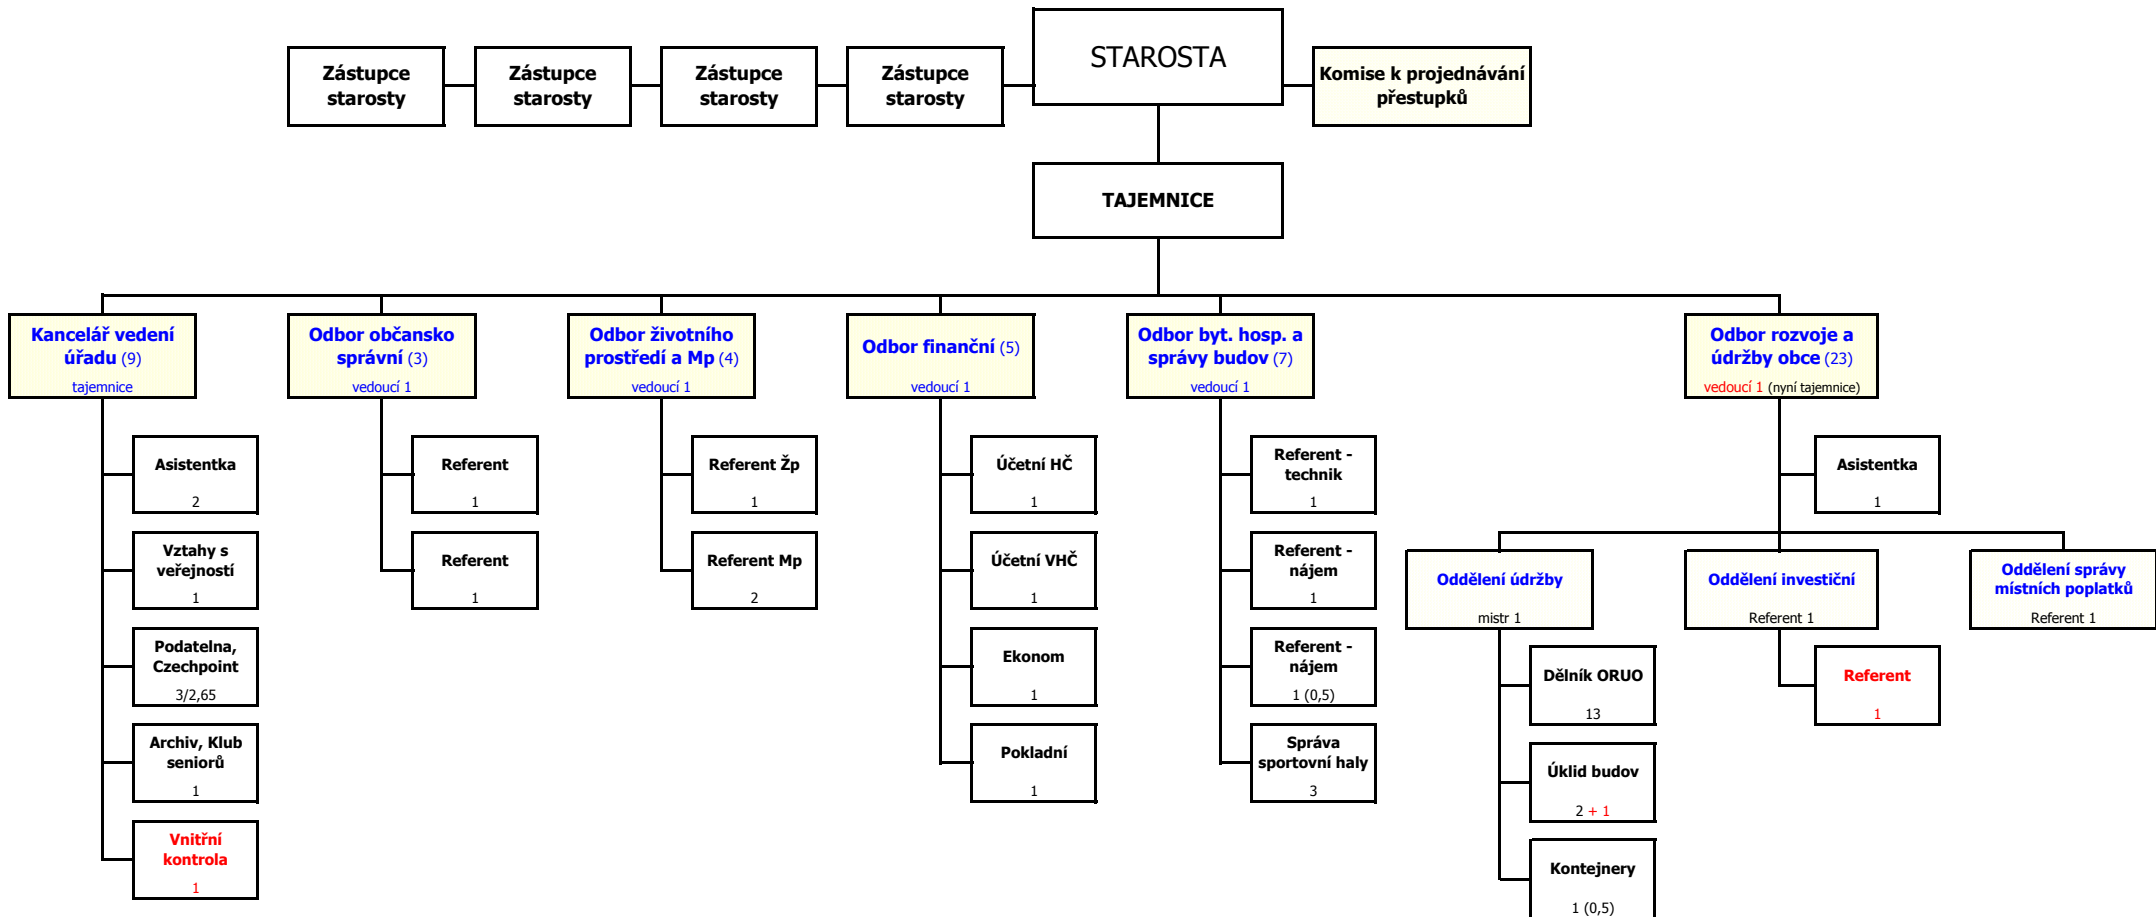 STAROSTA
Zástupce
starosty
Zástupce
starosty
Zástupce
starosty
Zástupce
starosty
Komise k projednávání
přestupků
TAJEMNICE
Kancelář vedení
úřadu (9)
tajemnice
Odbor občansko
správní (3)
vedoucí 1
Odbor životního
prostředí a Mp (4)
vedoucí 1
Odbor finanční (5)
vedoucí 1
Odbor byt. hosp. a
správy budov (7)
vedoucí 1
Odbor rozvoje a
údržby obce (23)
vedoucí 1 (nyní tajemnice)
Asistentka
2
Vztahy s
veřejností
1
Podatelna,
Czechpoint
3/2,65
Archiv, Klub
seniorů
1
Vnitřní
kontrola
1
Referent
1
Referent
1
Referent Žp
1
Referent Mp
2
Účetní HČ
1
Účetní VHČ
1
Ekonom
1
Pokladní
1
Referent -
technik
1
Referent -
nájem
1
Referent -
nájem
1 (0,5)
Správa
sportovní haly
3
Asistentka
1
Oddělení údržby
mistr 1
Oddělení investiční
Referent 1
Oddělení správy
místních poplatků
Referent 1
Dělník ORUO
13
Úklid budov
2 + 1
Kontejnery
1 (0,5)
Referent
1